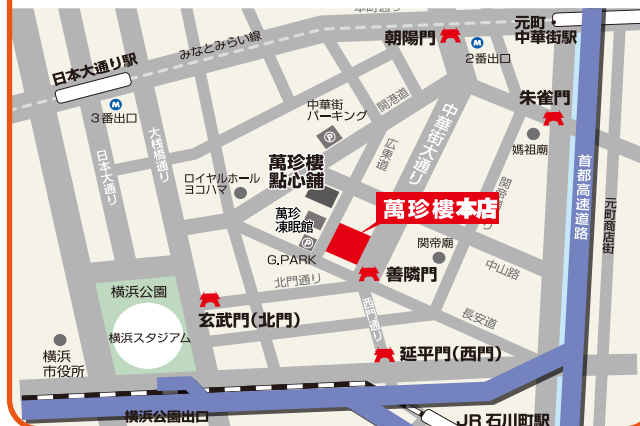 本町通り
元町・
中華街駅
朝陽門
みなとみらい線
2番出口
日本大通り駅
3番出口
朱雀門
開港道
中華街
パーキング
中華街大通り
大桟橋通り
日本大通り
広東道
媽祖廟
首都高速道路
萬珍樓
點心舗
ロイヤルホール
ヨコハマ
関帝
元町商店街
萬珍樓本店
萬珍
凍眠館
関帝廟
G.PARK
中山路
善隣門
北門通り
横浜公園
玄武門(北門)
西門通り
長安道
横浜スタジアム
延平門(西門)
横浜
市役所
横浜公園出口
JR 石川町駅